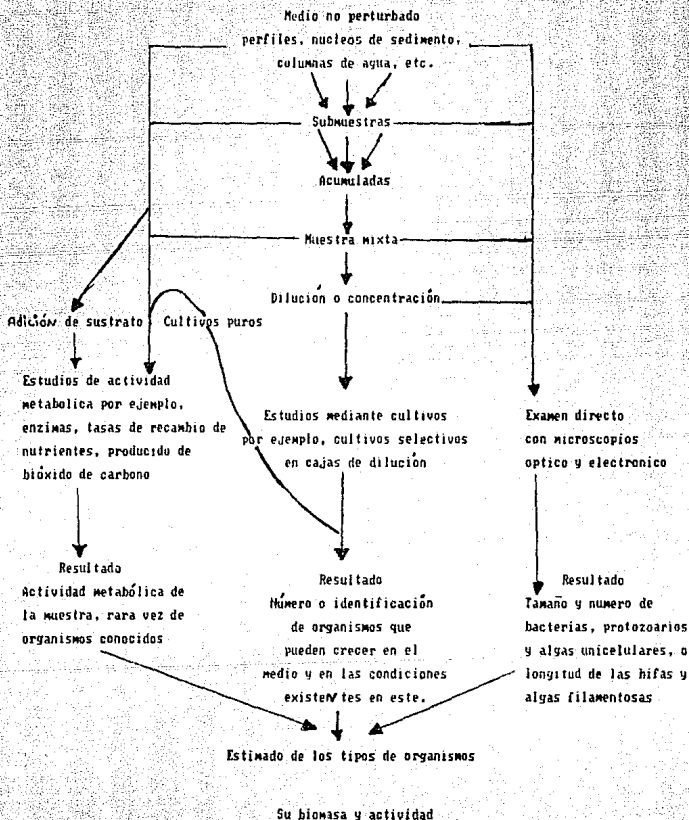 Medio no perturbado
perfiles, nucleos de sedimento,
columnas de agua, etc.
Submuestras
Acumuladas
Muestra mixta
Dilución o concentración
Adición de sustrato
Cultivos puros
Estudios de actividad
metabolica por ejemplo,
enzimas, tasas de recambio de
nutrientes, producido de
bióxido de carbono
Estudios mediante cultivos
por ejemplo, cultivos selectivos
en cajas de dilución
Examen directo
con microscopios
optico y electronico
Resultado
Actividad metabólica de
la muestra, rara vez de
organismos conocidos
Resultado
Número o identificación
de organismos que
pueden crecer en el
medio y en las condiciones
existentes en este.
Resultado
Tamaño y numero de
bacterias, protozoarios
y algas unicelulares, o
longitud de las hifas y
algas filamentosas
Estimado de los tipos de organismos
Su biomasa y actividad